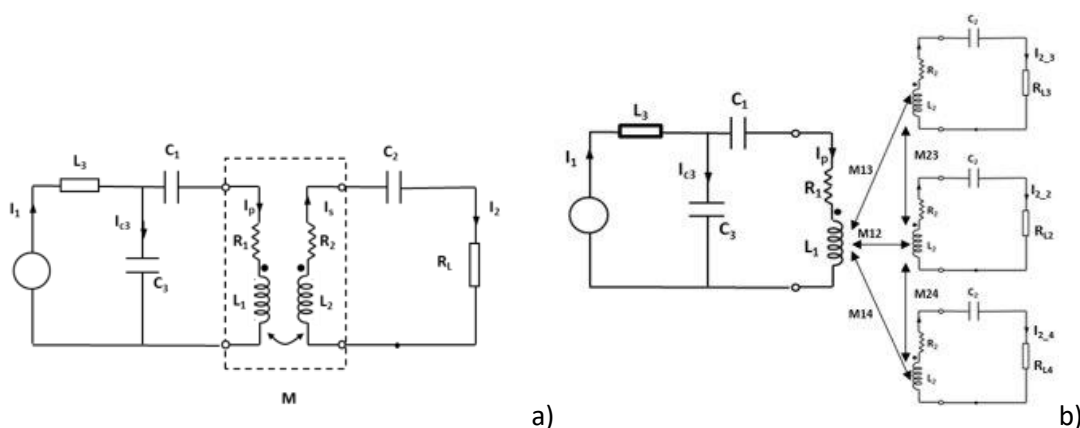 L3
C1
I1
Ic3
C3
Ip
R1
L1
Is
R2
L2
C2
I2
RL
M
a)
L3
C1
I1
Ic3
C3
Ip
R1
L1
M13
M12
M14
M23
M24
C2
R2
L2
I2_3
RL3
C2
R2
L2
I2_2
RL2
C2
R2
L2
I2_4
RL4
b)